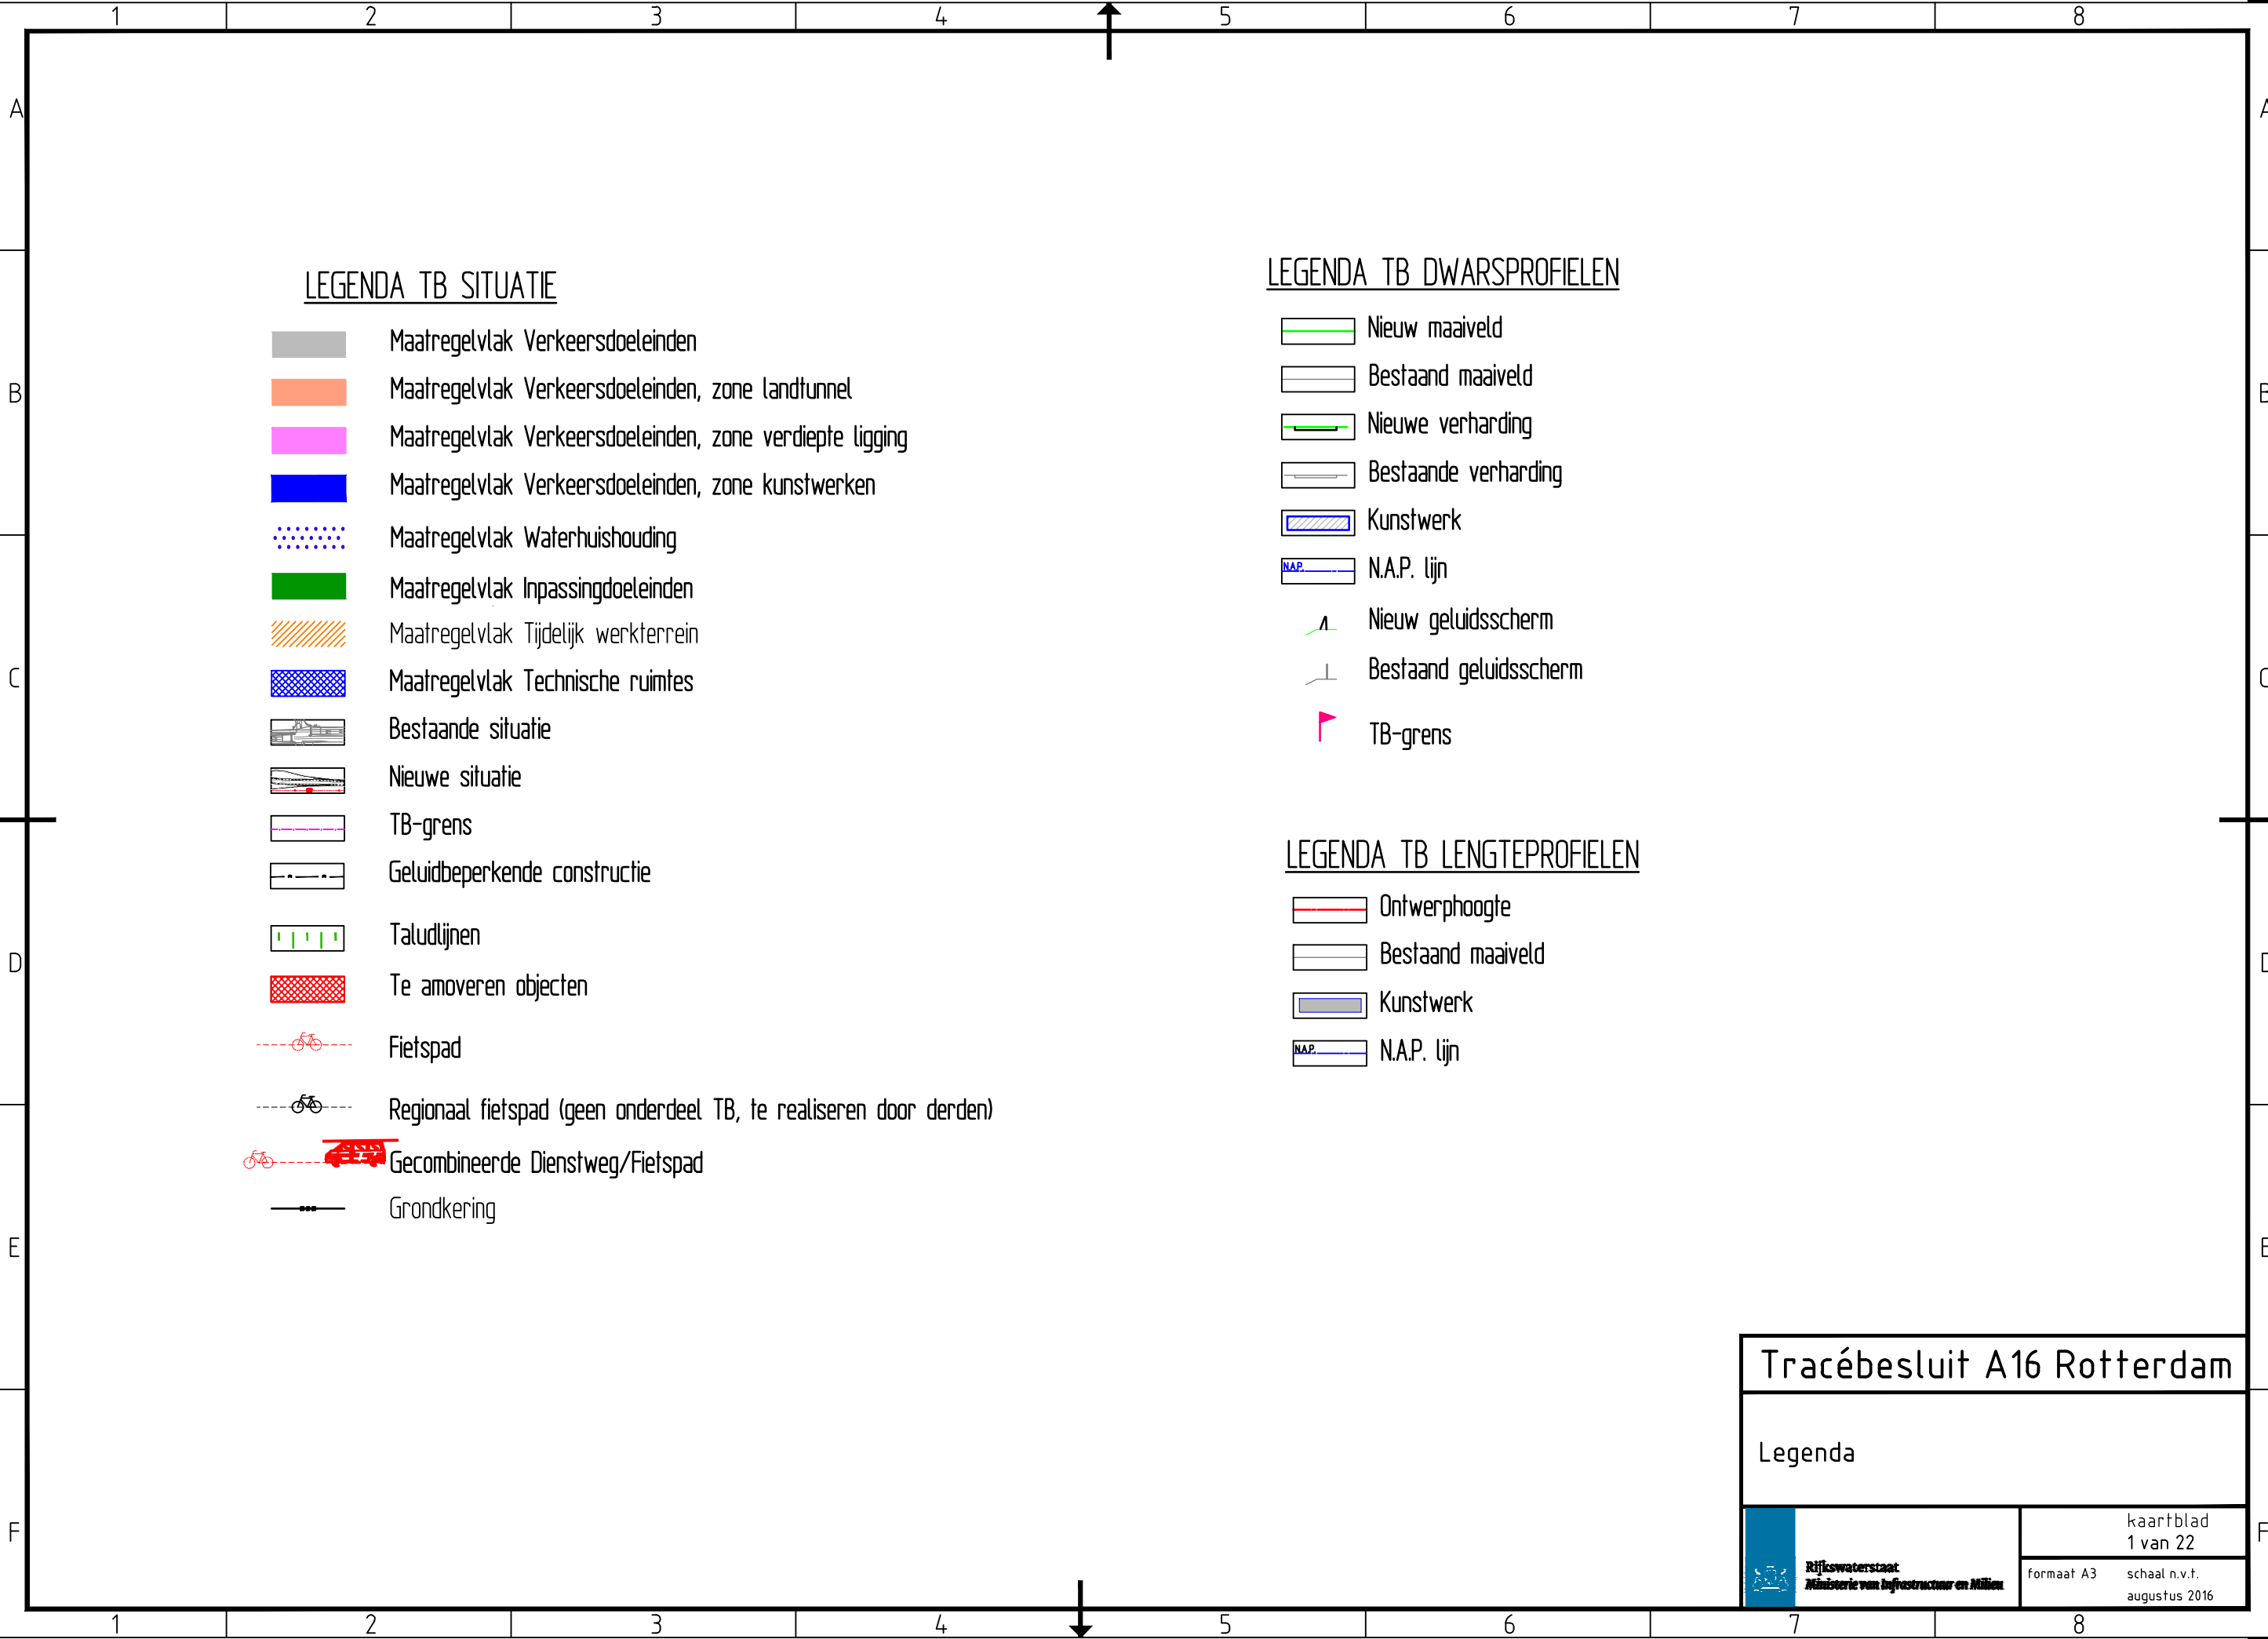 1 2 3 4 5 6 7 8
A A
B B
C C
D D
E E
F F
LEGENDA TB SITUATIE
Maatregelvlak Verkeersdoeleinden
Maatregelvlak Verkeersdoeleinden, zone landtunnel
Maatregelvlak Verkeersdoeleinden, zone verdiepte ligging
Maatregelvlak Verkeersdoeleinden, zone kunstwerken
Maatregelvlak Waterhuishouding
Maatregelvlak Inpassingdoeleinden
Maatregelvlak Tijdelijk werkterrein
Maatregelvlak Technische ruimtes
Bestaande situatie
Nieuwe situatie
TB-grens
Geluidbeperkende constructie
Taludlijnen
Te amoveren objecten
Fietspad
Regionaal fietspad (geen onderdeel TB, te realiseren door derden)
Gecombineerde Dienstweg/Fietspad
Grondkering
LEGENDA TB DWARSPROFIELEN
Nieuw maaiveld
Bestaand maaiveld
Nieuwe verharding
Bestaande verharding
Kunstwerk
N.A.P. N.A.P. lijn
Nieuw geluidsscherm
Bestaand geluidsscherm
TB-grens
LEGENDA TB LENGTEPROFIELEN
Ontwerphoogte
Bestaand maaiveld
Kunstwerk
N.A.P. N.A.P. lijn
Tracébesluit A16 Rotterdam
Legenda
Rijkswaterstaat
Ministerie van Infrastructuur en Milieu
kaartblad
1 van 22
formaat A3 schaal n.v.t.
augustus 2016
1 2 3 4 5 6 7 8